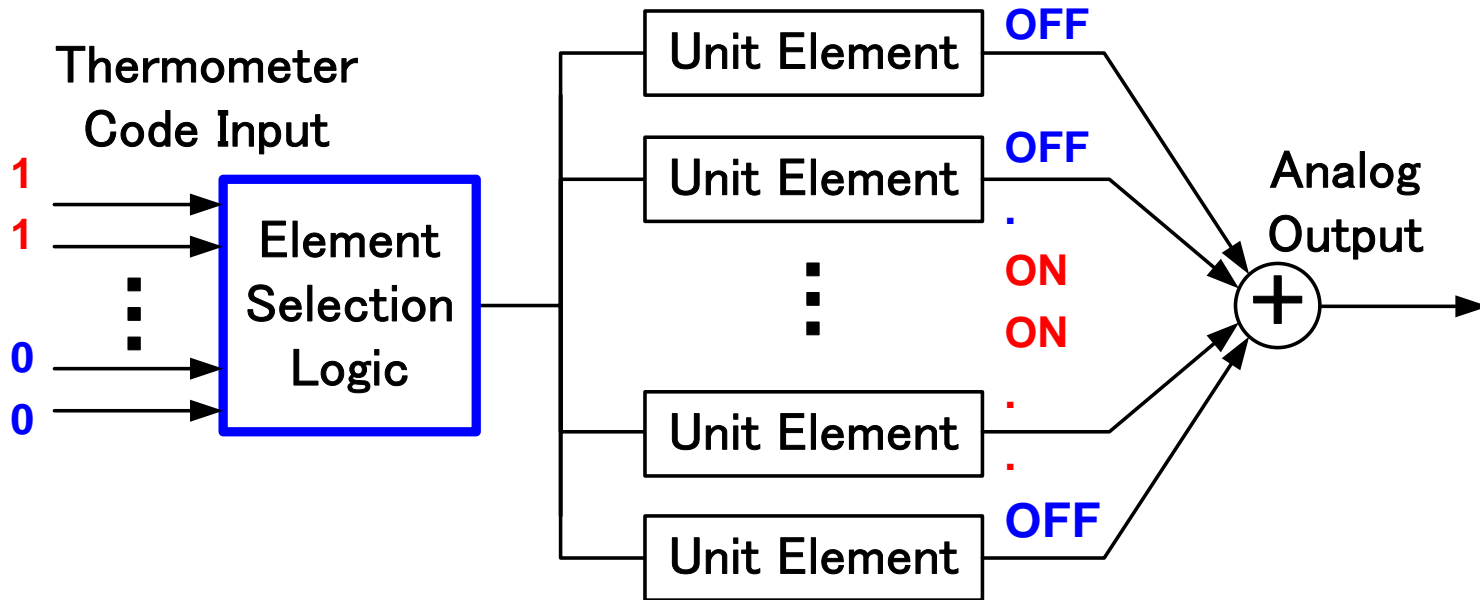 Thermometer
Code Input
1
1
0
0
Element
Selection
Logic
Unit Element
Unit Element
Unit Element
Unit Element
OFF
OFF
.
ON
ON
.
.
OFF
Analog
Output
+